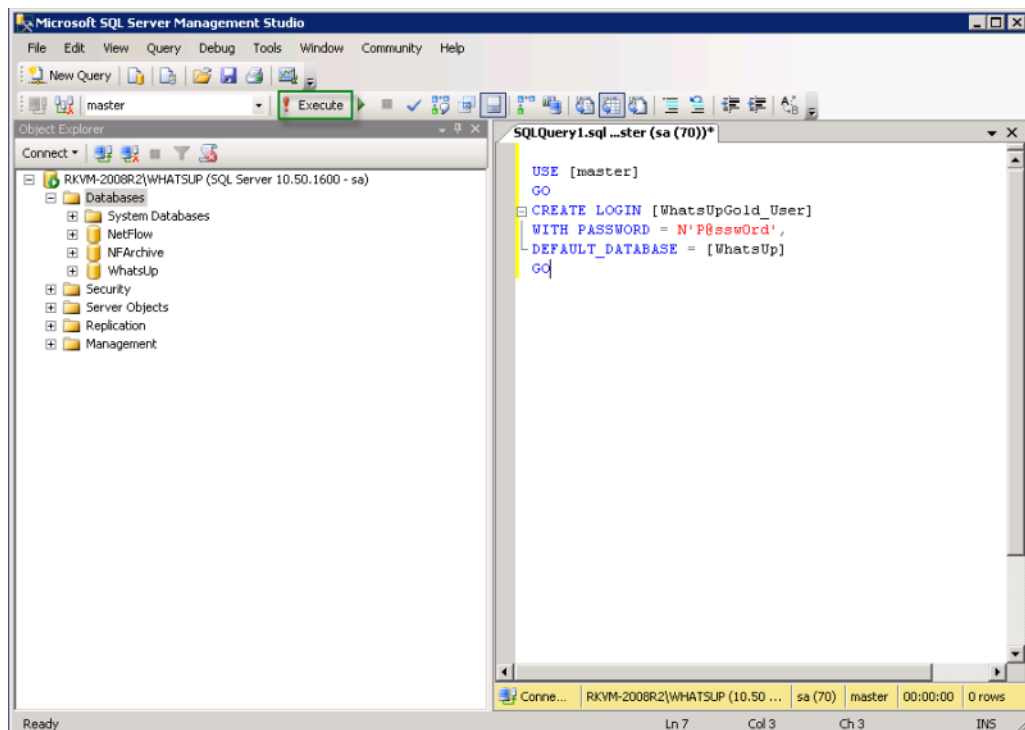 Microsoft SQL Server Management Studio
File Edit View Query Debug Tools Window Community Help
New Query
master Execute
Object Explorer
Connect
RKVM-2008R2\WHATSUP (SQL Server 10.50.1600 - sa)
Databases
System Databases
NetFlow
NFArchive
WhatsUp
Security
Server Objects
Replication
Management
SQLQuery1.sql ...ster (sa (70))*
USE [master]
GO
CREATE LOGIN [WhatsUpGold_User]
WITH PASSWORD = N'P@ssw0rd',
DEFAULT_DATABASE = [WhatsUp]
GO
Conne... RKVM-2008R2\WHATSUP (10.50 ... sa (70) master 00:00:00 0 rows
Ready Ln 7 Col 3 Ch 3 INS